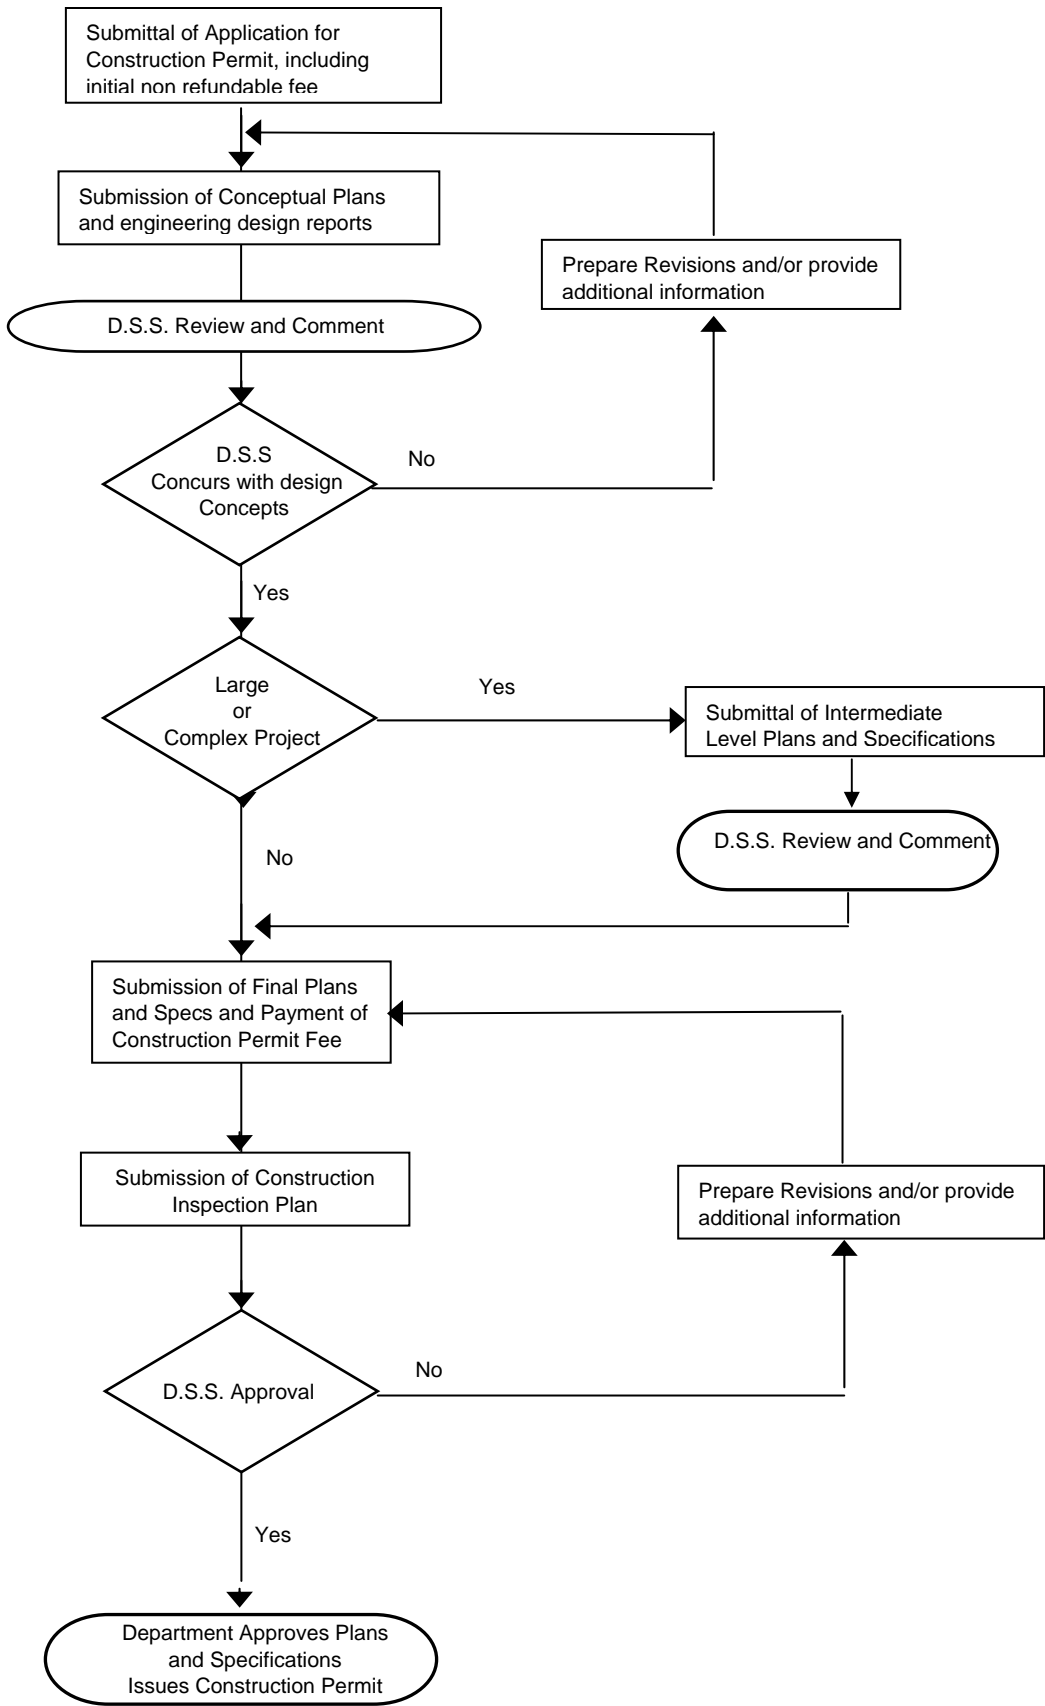 Submittal of Application for
Construction Permit, including
initial non refundable fee
Submission of Conceptual Plans
and engineering design reports
Prepare Revisions and/or provide
additional information
D.S.S. Review and Comment
D.S.S
Concurs with design
Concepts
No
Yes
Large
or
Complex Project
Yes
Submittal of Intermediate
Level Plans and Specifications
D.S.S. Review and Comment
No
Submission of Final Plans
and Specs and Payment of
Construction Permit Fee
Submission of Construction
Inspection Plan
Prepare Revisions and/or provide
additional information
D.S.S. Approval
No
Yes
Department Approves Plans
and Specifications
Issues Construction Permit